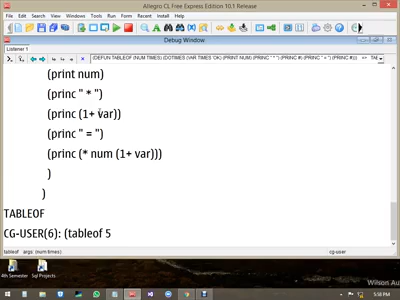 Allegro CL Free Express Edition 10.1 Release
File Edit Search View Windows Tools Run Form Recent Install Help
Debug Window
Listener 1
(print num)
(princ " * ")
(princ (1+ var))
(princ " = ")
(princ (* num (1+ var)))
)
)
TABLEOF
CG-USER(6): (tableof 5
tableof args: (num times)
cg-user
4th Semester
Sql Projects
5:58 PM